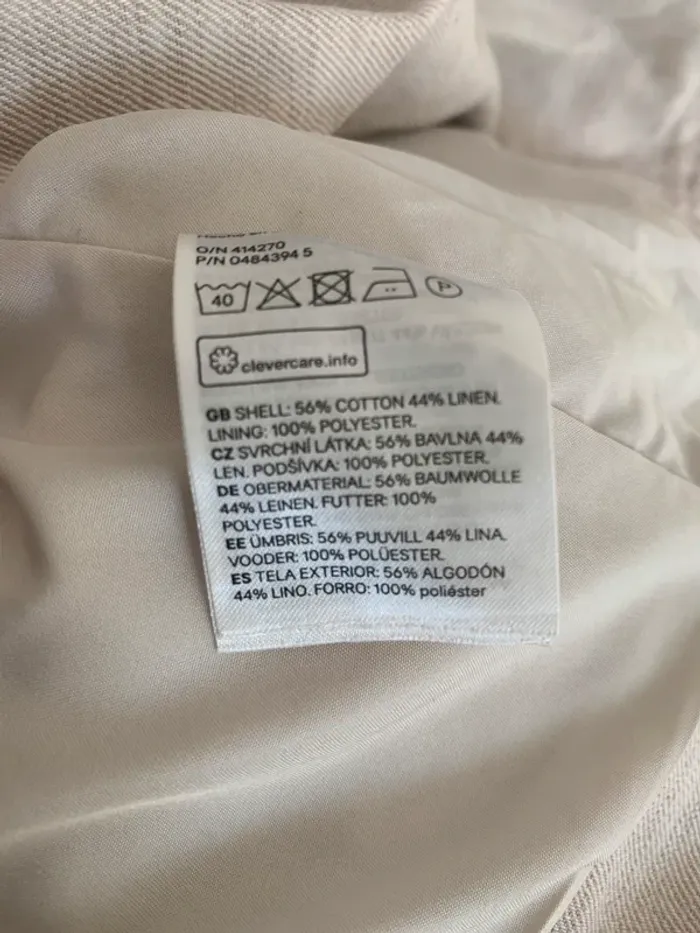 O/N 414270
P/N 0484394 5
40 P
clevercare.info
GB SHELL: 56% COTTON 44% LINEN.
LINING: 100% POLYESTER.
CZ SVRCHNÍ LÁTKA: 56% BAVLNA 44%
LEN. PODŠÍVKA: 100% POLYESTER.
DE OBERMATERIAL: 56% BAUMWOLLE
44% LEINEN. FUTTER: 100%
POLYESTER.
EE ÜMBRIS: 56% PUUVILL 44% LINA.
VOODER: 100% POLÜESTER.
ES TELA EXTERIOR: 56% ALGODÓN
44% LINO. FORRO: 100% poliéster